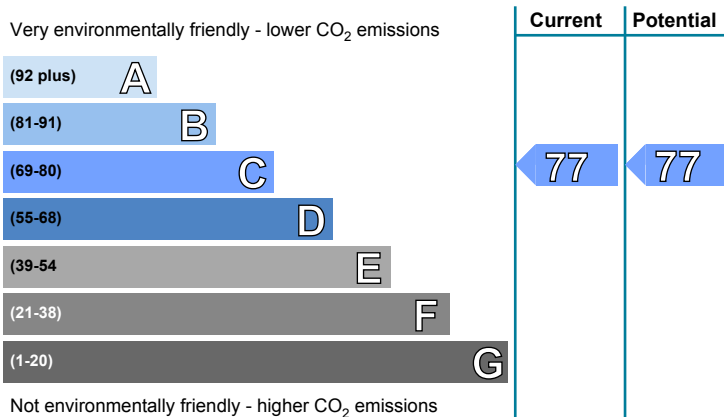 Very environmentally friendly - lower CO2 emissions
Current
Potential
(92 plus) A
(81-91) B
(69-80) C
77
77
(55-68) D
(39-54 E
(21-38) F
(1-20) G
Not environmentally friendly - higher CO2 emissions